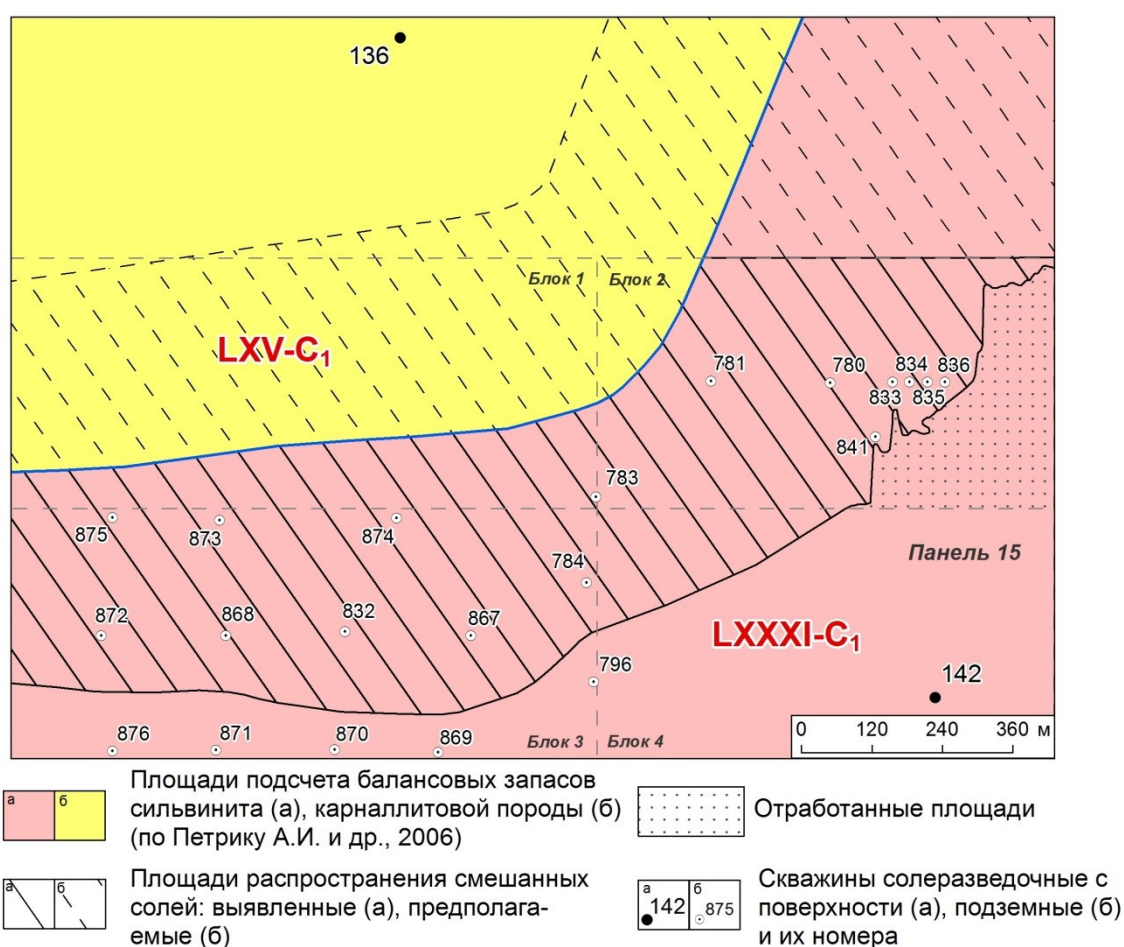 136
Блок 1
Блок 2
LXV-C₁
781
780
834
836
833
835
841
783
875
873
874
784
Панель 15
872
868
832
867
LXXXI-C₁
796
142
876
871
870
869
Блок 3
Блок 4
0 120 240 360 м
а б
Площади подсчета балансовых запасов
сильвинита (а), карналлитовой породы (б)
(по Петрику А.И. и др., 2006)
Отработанные площади
а б
Площади распространения смешанных
солей: выявленные (а), предполага-
емые (б)
а б
142 875
Скважины солеразведочные с
поверхности (а), подземные (б)
и их номера